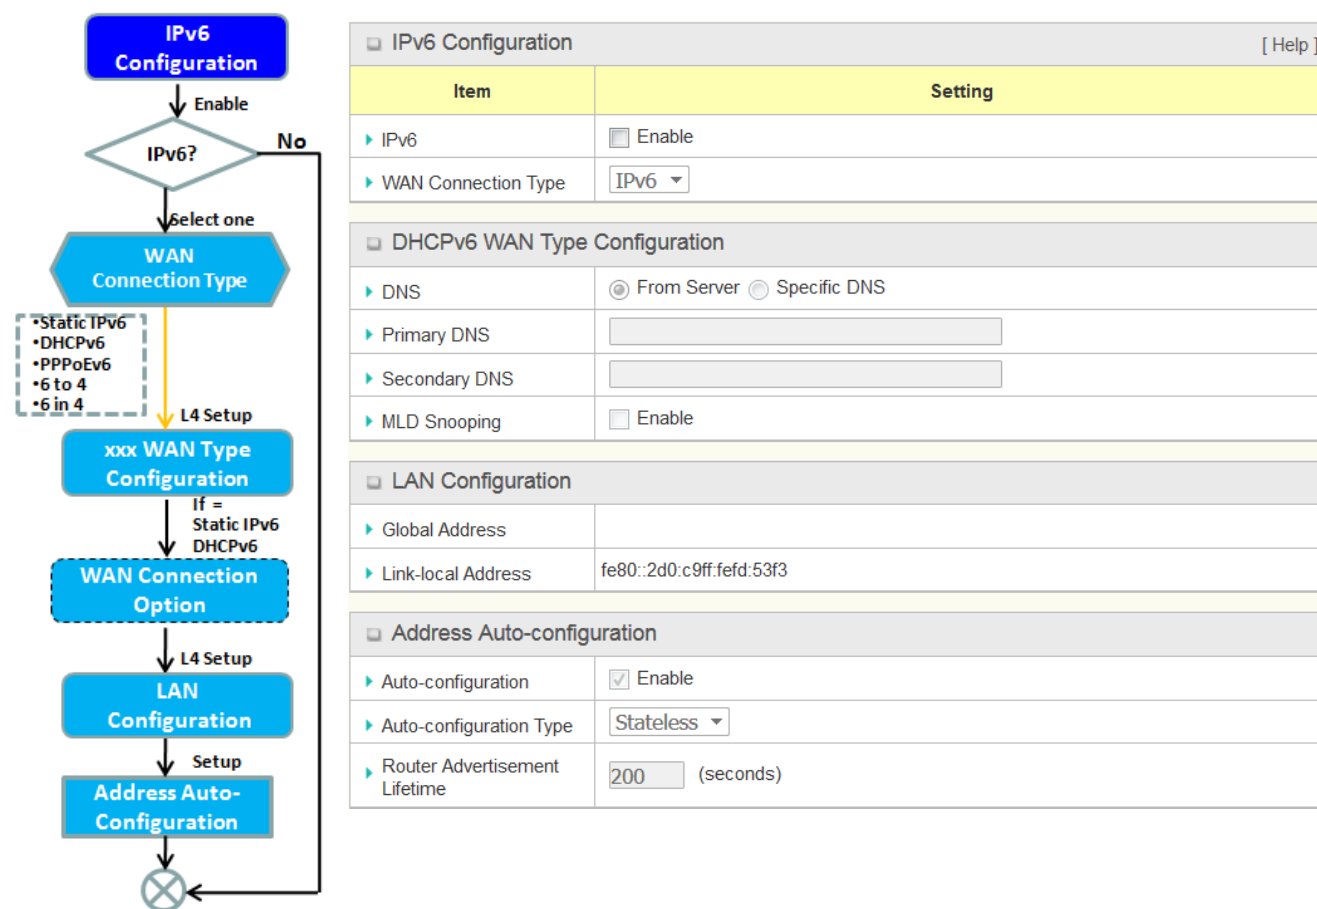 IPv6
Configuration
Enable
IPv6?
No
Select one
WAN
Connection Type
•Static IPv6
•DHCPv6
•PPPoEv6
•6 to 4
•6 in 4
L4 Setup
xxx WAN Type
Configuration
If =
Static IPv6
DHCPv6
WAN Connection
Option
L4 Setup
LAN
Configuration
Setup
Address Auto-
Configuration
IPv6 Configuration [ Help ]
Item Setting
IPv6 Enable
WAN Connection Type IPv6
DHCPv6 WAN Type Configuration
DNS From Server Specific DNS
Primary DNS
Secondary DNS
MLD Snooping Enable
LAN Configuration
Global Address
Link-local Address fe80::2d0:c9ff:fefd:53f3
Address Auto-configuration
Auto-configuration Enable
Auto-configuration Type Stateless
Router Advertisement
Lifetime 200 (seconds)